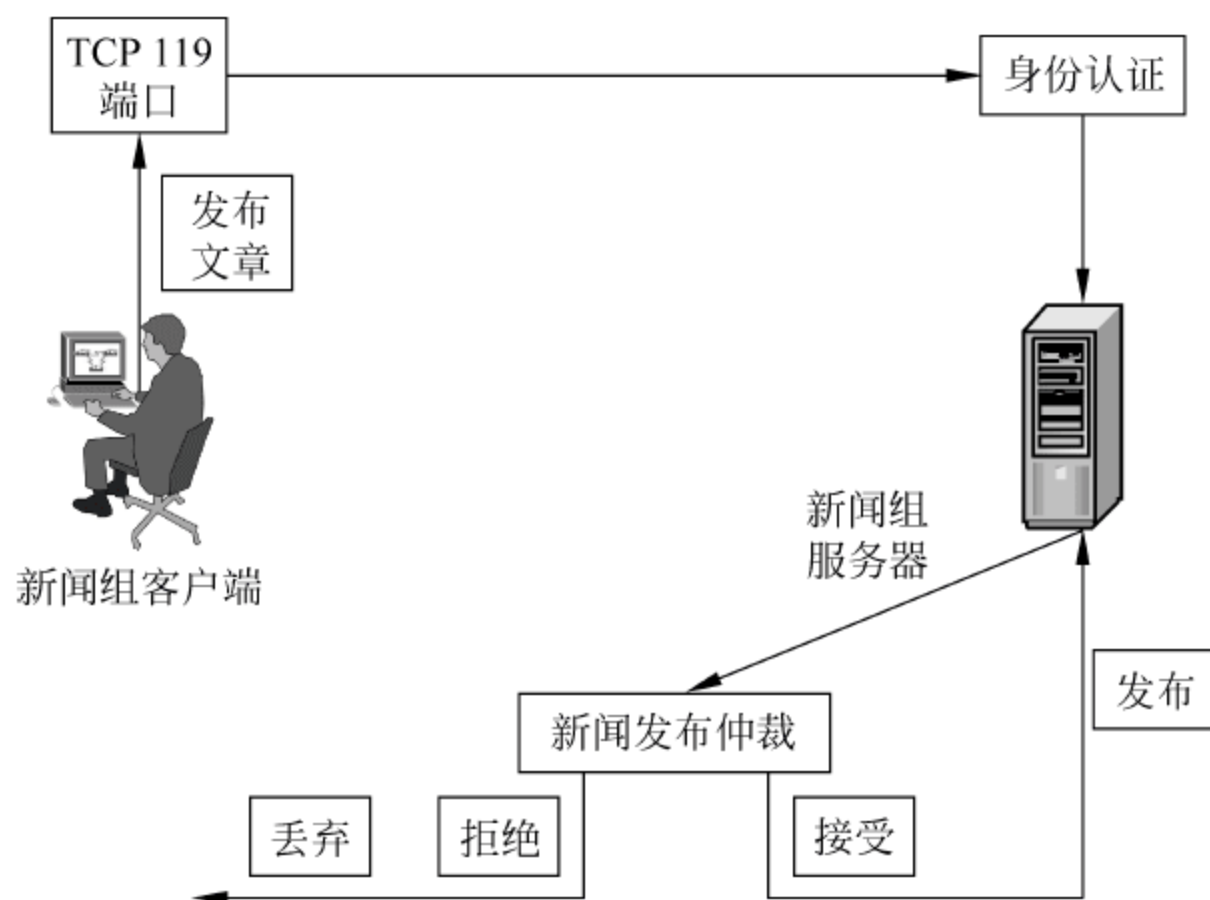 TCP 119
端口
身份认证
发布
文章
新闻组客户端
新闻组
服务器
发布
新闻发布仲裁
丢弃
拒绝
接受